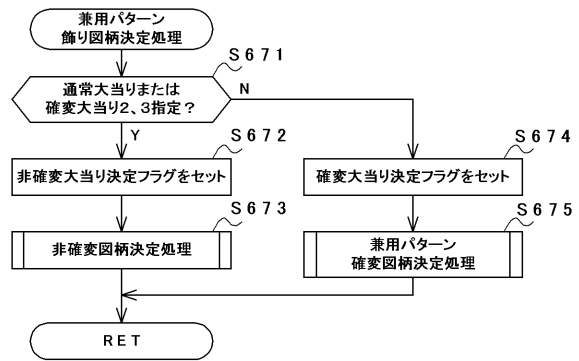 兼用パターン
飾り図柄決定処理
S671
通常大当りまたは
確変大当り2、3指定？
N
Y
S672
非確変大当り決定フラグをセット
S674
確変大当り決定フラグをセット
S673
非確変図柄決定処理
S675
兼用パターン
確変図柄決定処理
RET